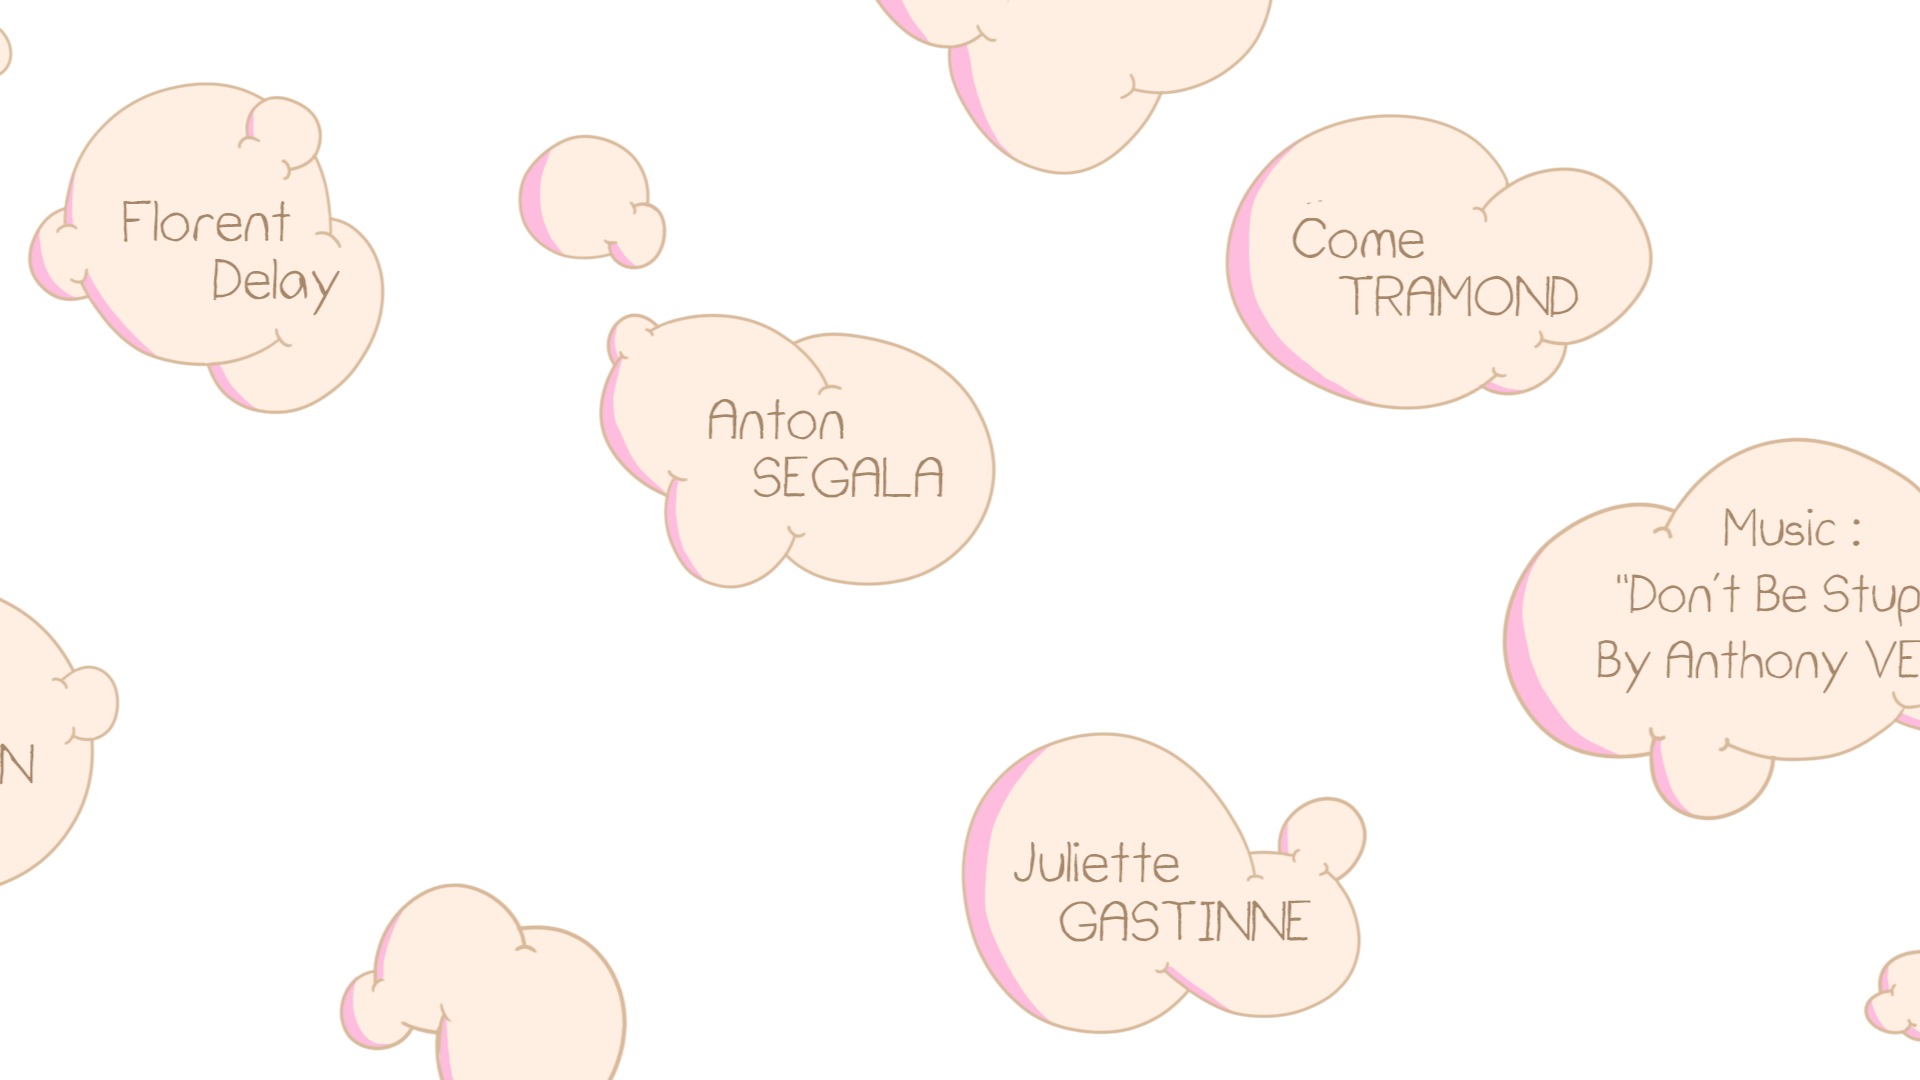 Florent
Delay
Come
TRAMOND
Anton
SEGALA
Music :
"Don't Be Stup
By Anthony VE
N
Juliette
GASTINNE